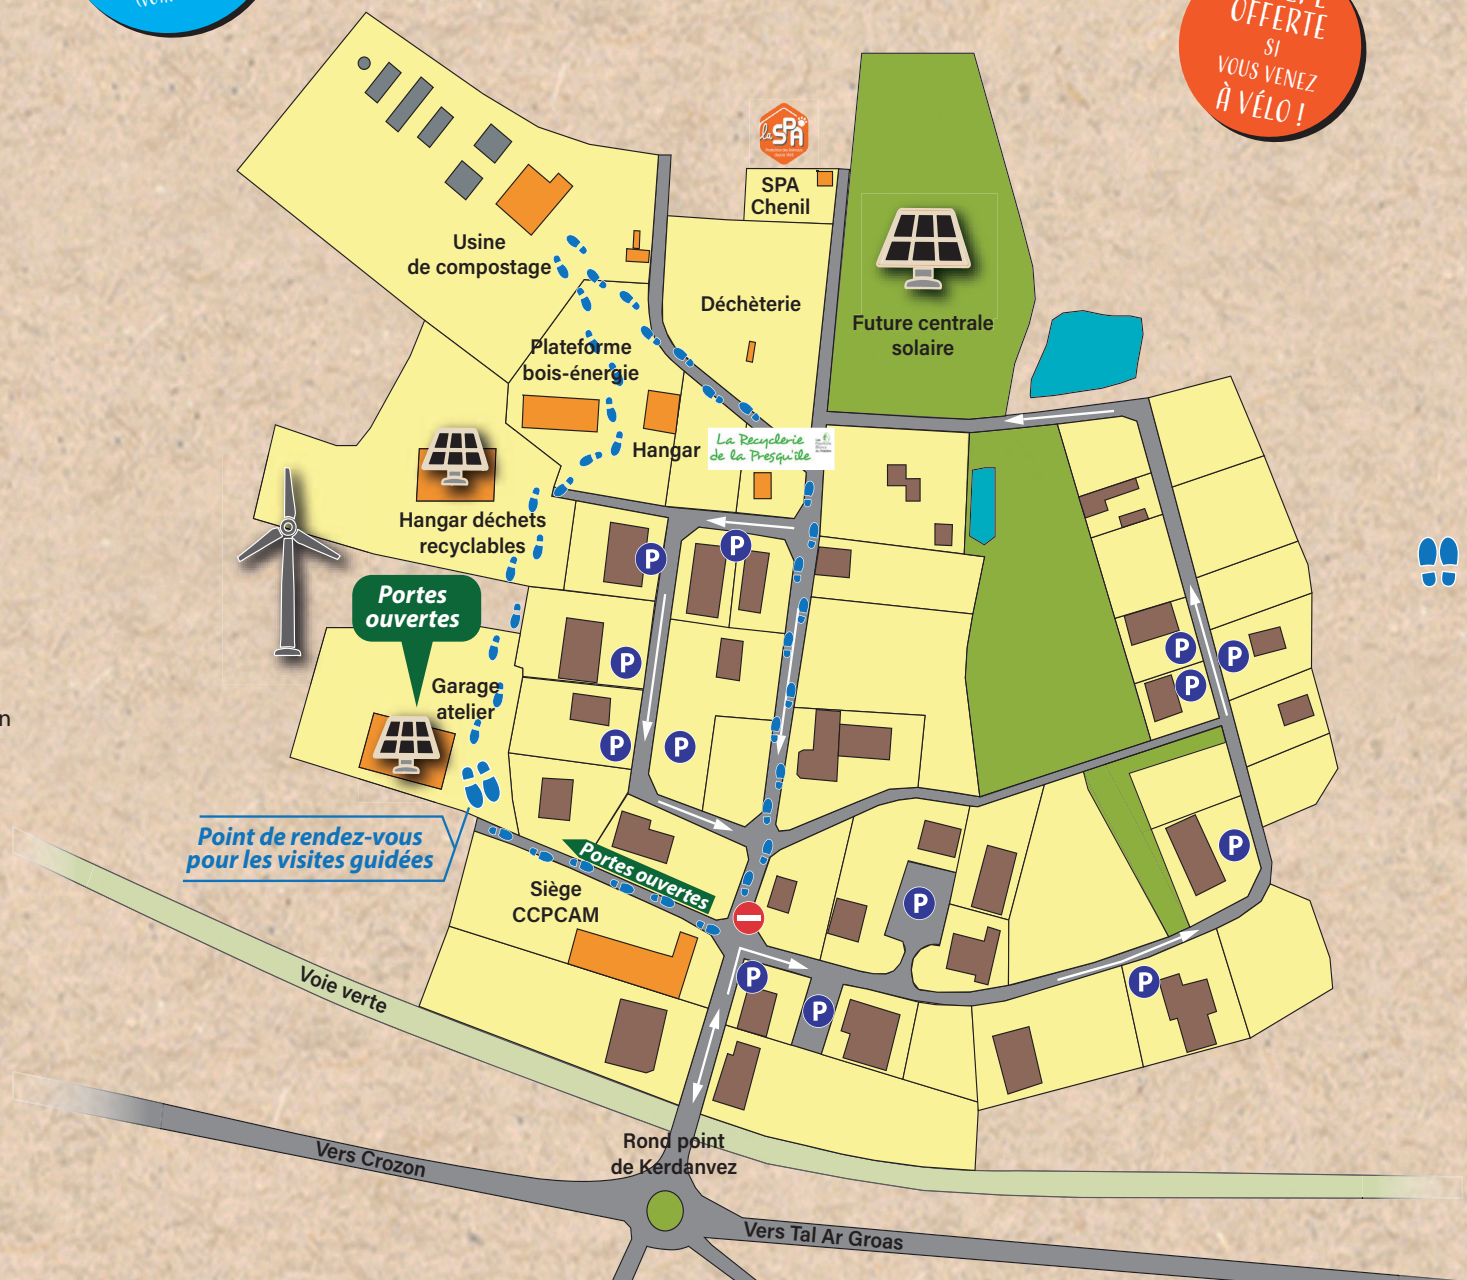 OFFERTE
SI
VOUS VENEZ
À VÉLO !
la SPA
SPA
Chenil
Usine
de compostage
Déchèterie
Future centrale
solaire
Plateforme
bois-énergie
Hangar
La Recyclerie
de la Presqu'île
Hangar déchets
recyclables
P
P
Portes
ouvertes
P
P
P
P
Garage
atelier
n
P
P
Point de rendez-vous
pour les visites guidées
Portes ouvertes
P
Siège
CCPCAM
P
P
P
P
Voie verte
Rond point
de Kerdanvez
Vers Crozon
Vers Tal Ar Groas